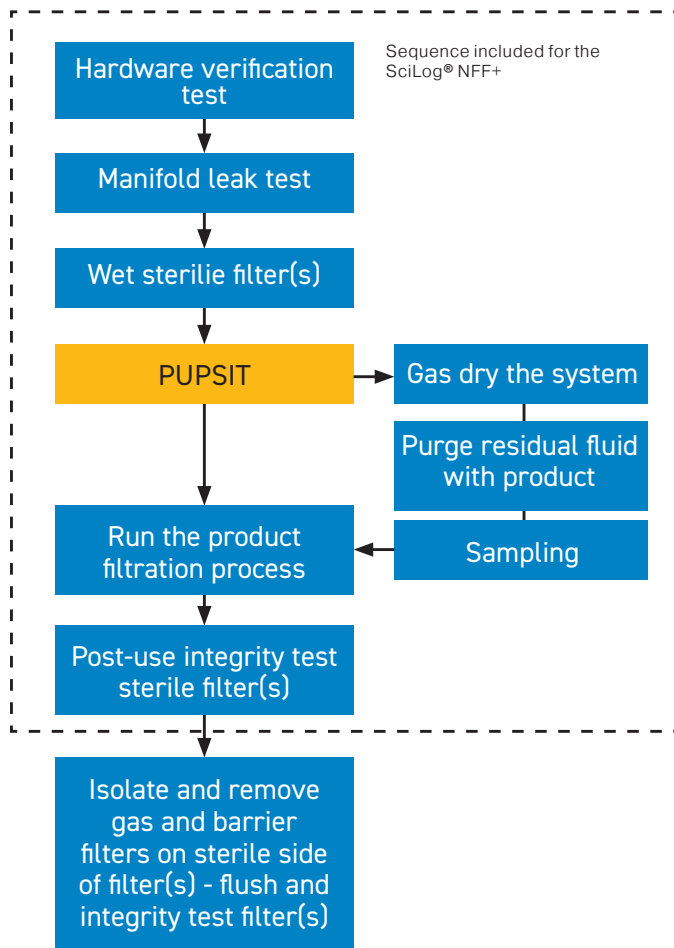 Hardware verification
test
Sequence included for the
SciLog® NFF+
Manifold leak test
Wet sterilie filter(s)
PUPSIT
Gas dry the system
Purge residual fluid
with product
Sampling
Run the product
filtration process
Post-use integrity test
sterile filter(s)
Isolate and remove
gas and barrier
filters on sterile side
of filter(s) - flush and
integrity test filter(s)